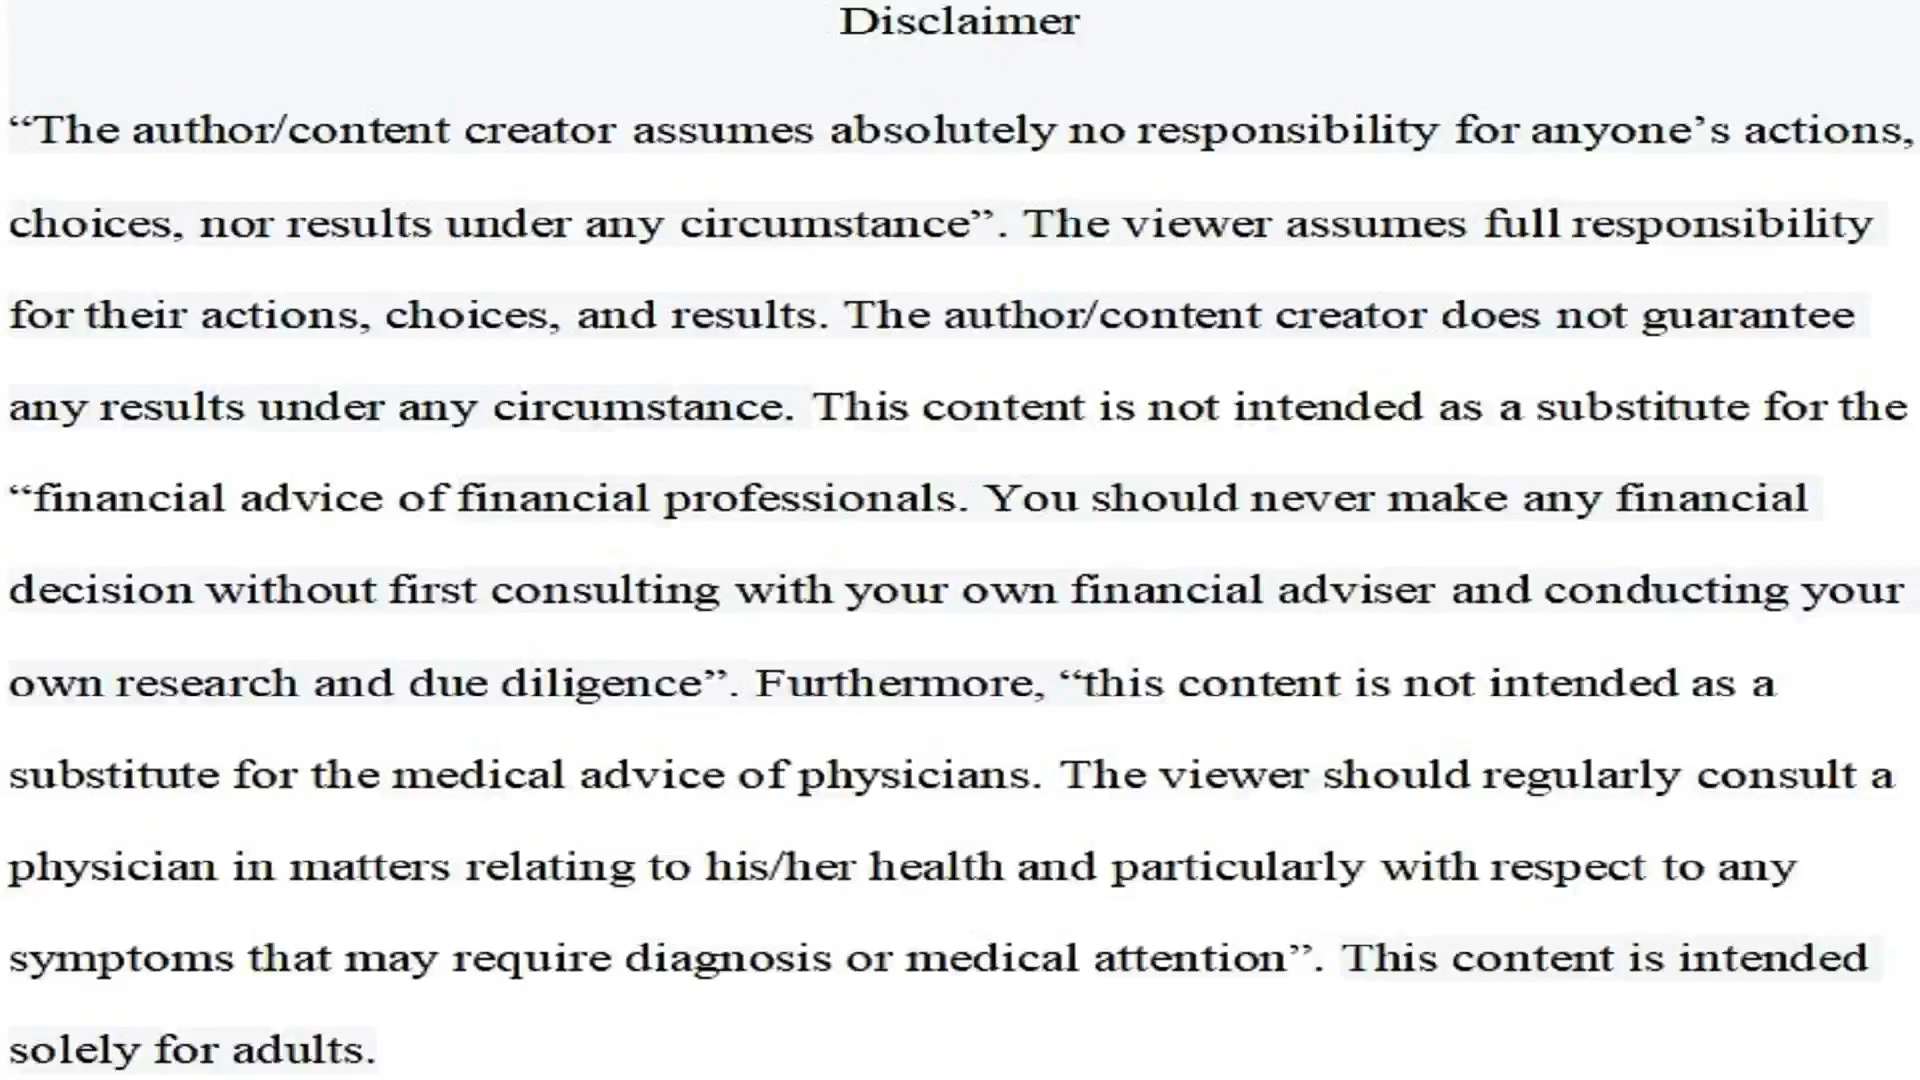 Disclaimer
“The author/content creator assumes absolutely no responsibility for anyone’s actions,
choices, nor results under any circumstance”. The viewer assumes full responsibility
for their actions, choices, and results. The author/content creator does not guarantee
any results under any circumstance. This content is not intended as a substitute for the
“financial advice of financial professionals. You should never make any financial
decision without first consulting with your own financial adviser and conducting your
own research and due diligence”. Furthermore, “this content is not intended as a
substitute for the medical advice of physicians. The viewer should regularly consult a
physician in matters relating to his/her health and particularly with respect to any
symptoms that may require diagnosis or medical attention”. This content is intended
solely for adults.